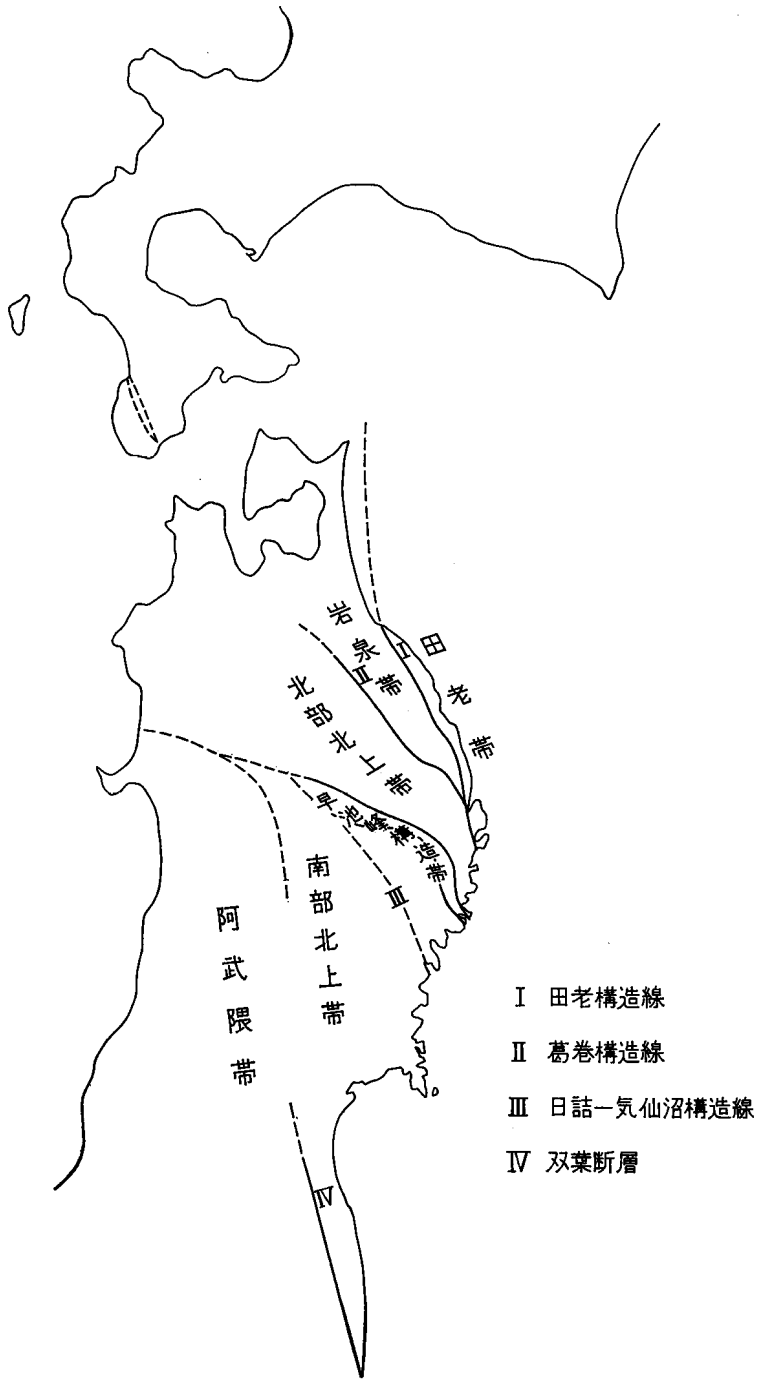 岩泉帯
I
田老帯
II
北部北上帯
早池峰構造帯
III
南部北上帯
阿武隈帯
IV
I 田老構造線
II 葛巻構造線
III 日詰―気仙沼構造線
IV 双葉断層